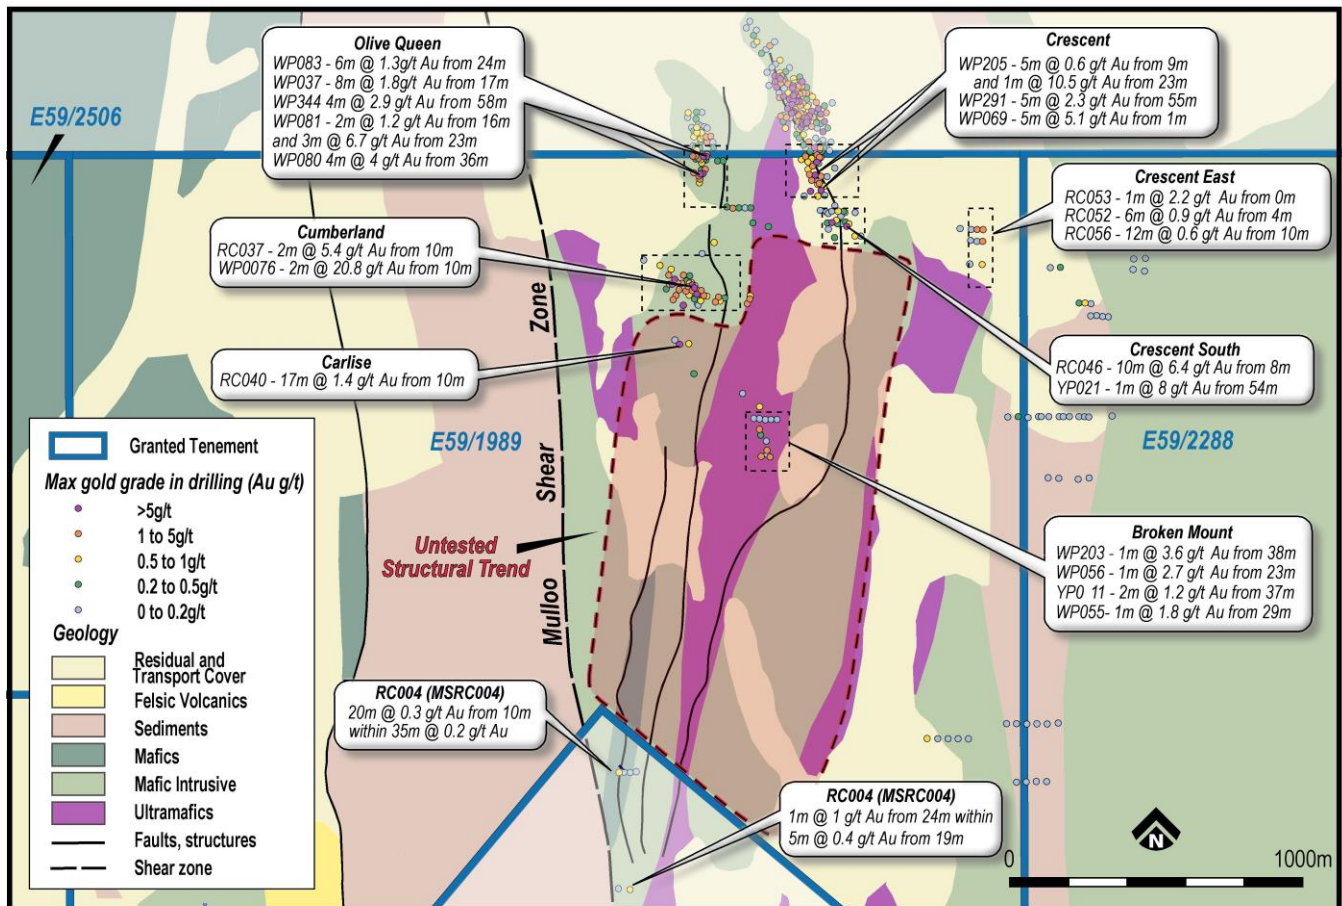 Olive Queen
WP083 - 6m @ 1.3g/t Au from 24m
WP037 - 8m @ 1.8g/t Au from 17m
WP344 4m @ 2.9 g/t Au from 58m
WP081 - 2m @ 1.2 g/t Au from 16m
and 3m @ 6.7 g/t Au from 23m
WP080 4m @ 4 g/t Au from 36m
Crescent
WP205 - 5m @ 0.6 g/t Au from 9m
and 1m @ 10.5 g/t Au from 23m
WP291 - 5m @ 2.3 g/t Au from 55m
WP069 - 5m @ 5.1 g/t Au from 1m
E59/2506
Crescent East
RC053 - 1m @ 2.2 g/t Au from 0m
RC052 - 6m @ 0.9 g/t Au from 4m
RC056 - 12m @ 0.6 g/t Au from 10m
Cumberland
RC037 - 2m @ 5.4 g/t Au from 10m
WP0076 - 2m @ 20.8 g/t Au from 10m
Carlise
RC040 - 17m @ 1.4 g/t Au from 10m
Crescent South
RC046 - 10m @ 6.4 g/t Au from 8m
YP021 - 1m @ 8 g/t Au from 54m
E59/1989
E59/2288
Mulloo Shear Zone
Untested
Structural Trend
Broken Mount
WP203 - 1m @ 3.6 g/t Au from 38m
WP056 - 1m @ 2.7 g/t Au from 23m
YP0 11 - 2m @ 1.2 g/t Au from 37m
WP055- 1m @ 1.8 g/t Au from 29m
RC004 (MSRC004)
20m @ 0.3 g/t Au from 10m
within 35m @ 0.2 g/t Au
RC004 (MSRC004)
1m @ 1 g/t Au from 24m within
5m @ 0.4 g/t Au from 19m
Granted Tenement
Max gold grade in drilling (Au g/t)
>5g/t
1 to 5g/t
0.5 to 1g/t
0.2 to 0.5g/t
0 to 0.2g/t
Geology
Residual and
Transport Cover
Felsic Volcanics
Sediments
Mafics
Mafic Intrusive
Ultramafics
Faults, structures
Shear zone
N
0 1000m